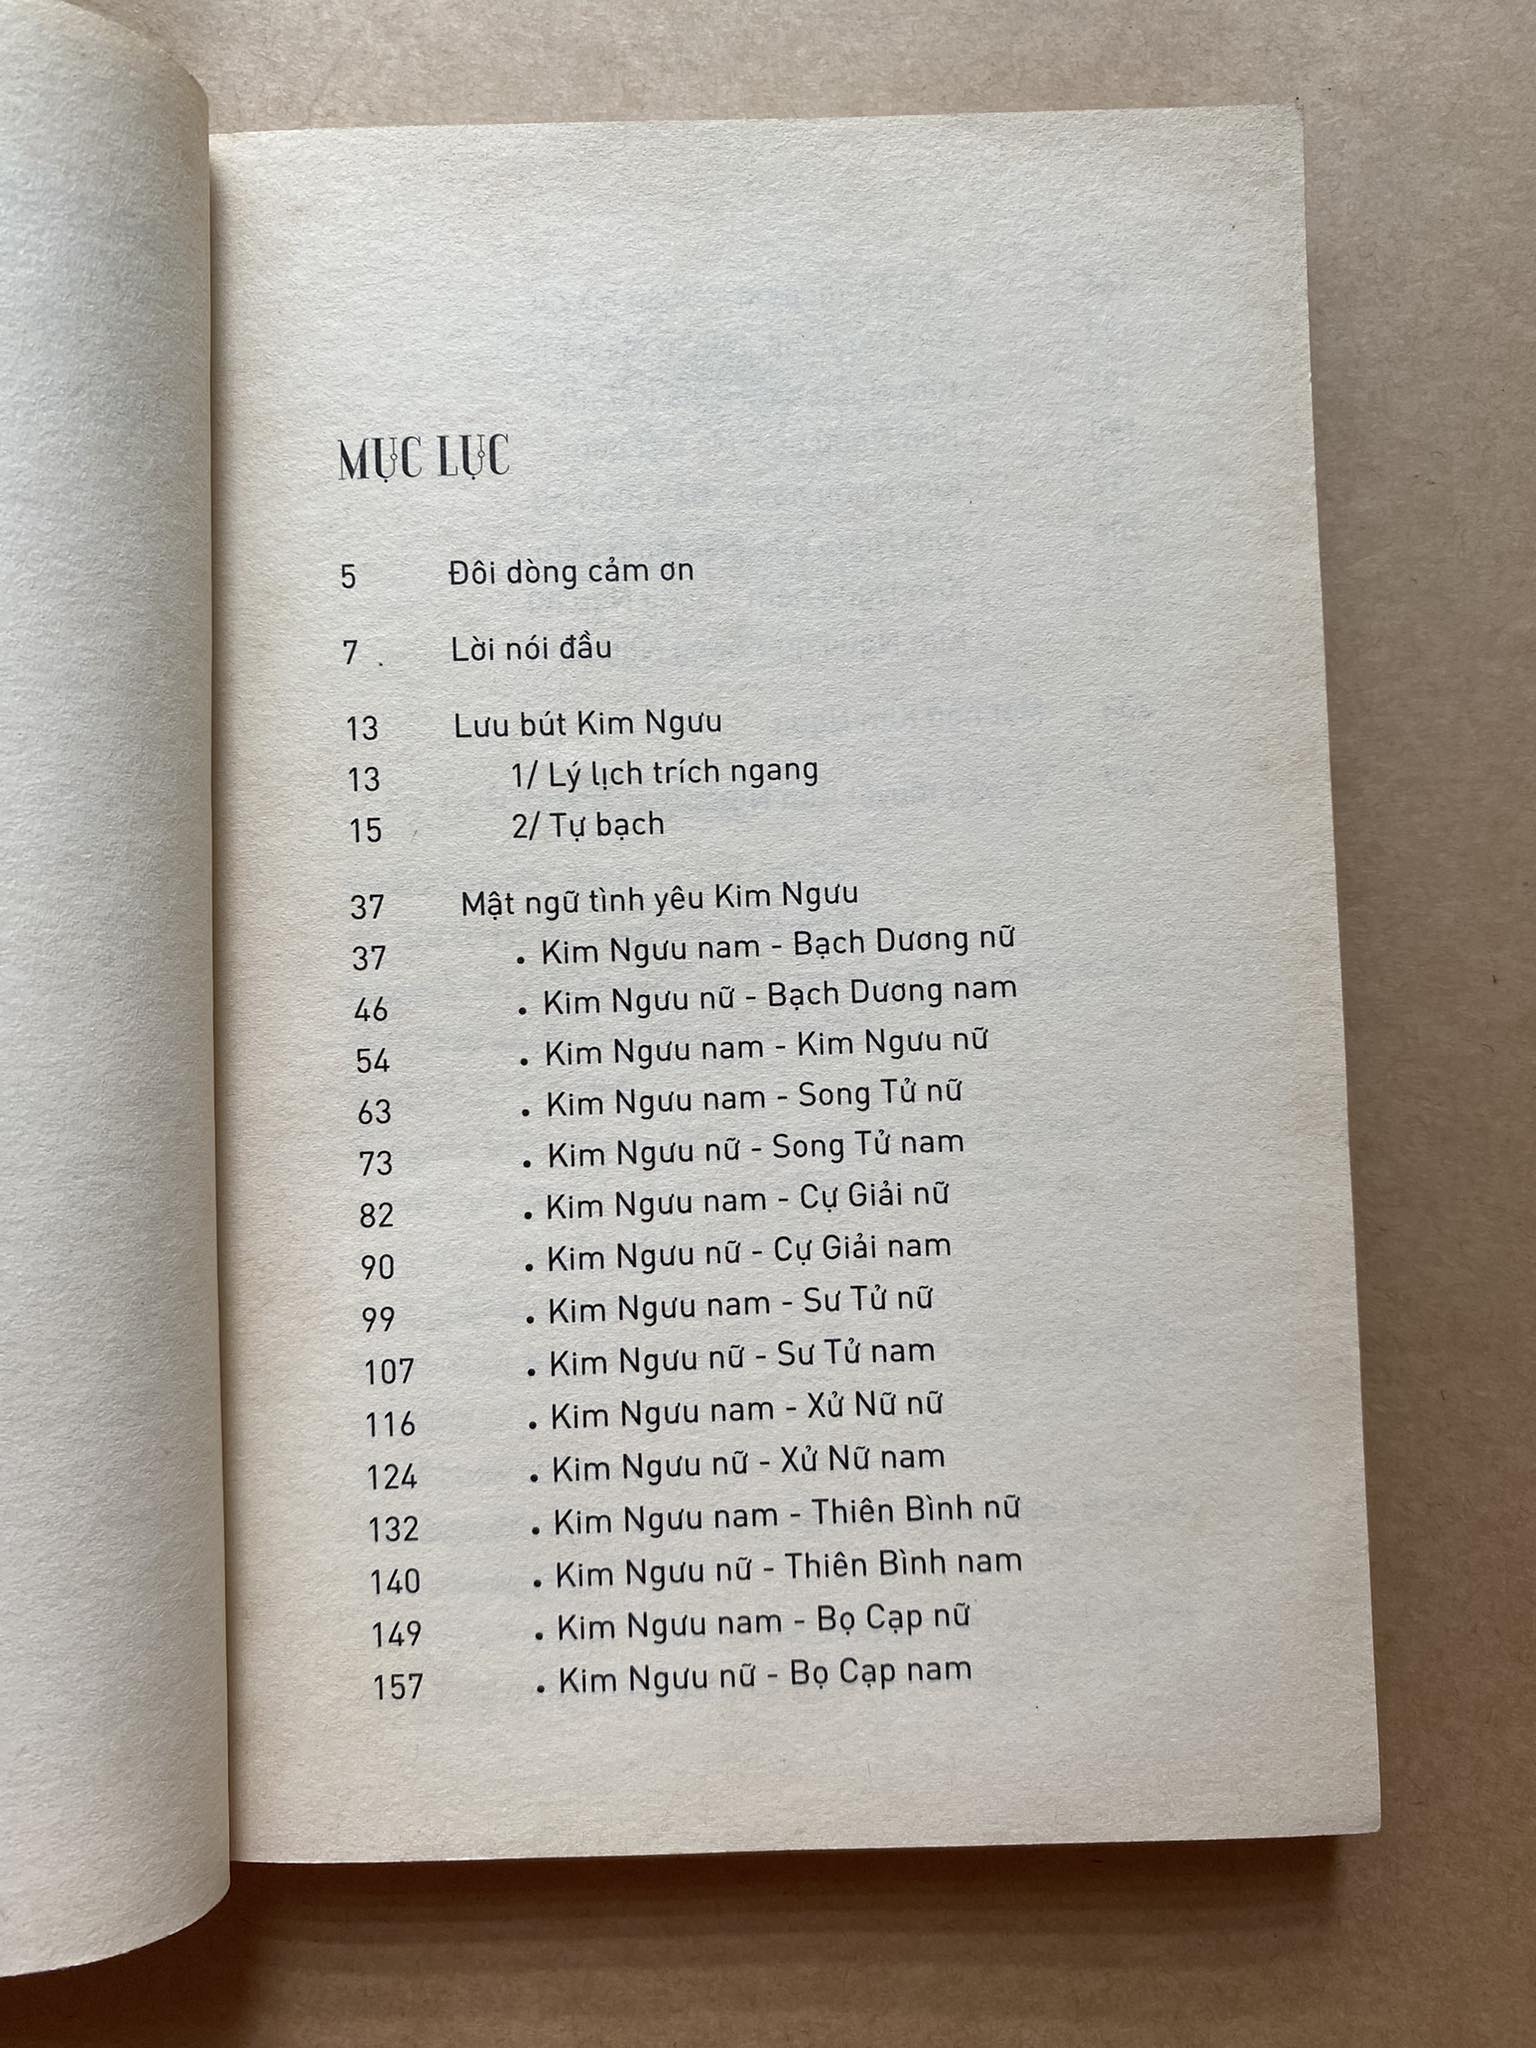 MỤC LỤC
5 Đôi dòng cảm ơn
7 Lời nói đầu
13 Lưu bút Kim Ngưu
13 1/ Lý lịch trích ngang
15 2/ Tự bạch
37 Mật ngữ tình yêu Kim Ngưu
37 • Kim Ngưu nam - Bạch Dương nữ
46 • Kim Ngưu nữ - Bạch Dương nam
54 • Kim Ngưu nam - Kim Ngưu nữ
63 • Kim Ngưu nam - Song Tử nữ
73 • Kim Ngưu nữ - Song Tử nam
82 • Kim Ngưu nam - Cự Giải nữ
90 • Kim Ngưu nữ - Cự Giải nam
99 • Kim Ngưu nam - Sư Tử nữ
107 • Kim Ngưu nữ - Sư Tử nam
116 • Kim Ngưu nam - Xử Nữ nữ
124 • Kim Ngưu nữ - Xử Nữ nam
132 • Kim Ngưu nam - Thiên Bình nữ
140 • Kim Ngưu nữ - Thiên Bình nam
149 • Kim Ngưu nam - Bọ Cạp nữ
157 • Kim Ngưu nữ - Bọ Cạp nam